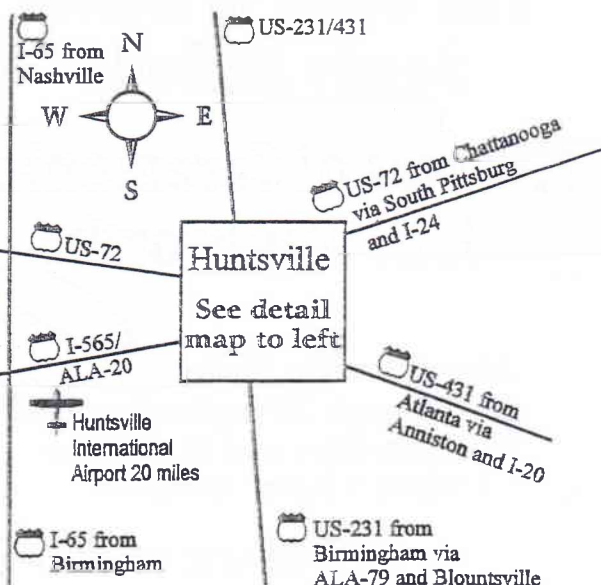 I-65 from
Nashville
N
W
E
S
US-231/431
US-72 from Chattanooga
via South Pittsburg
and I-24
US-72
Huntsville
See detail
map to left
I-565/
ALA-20
Huntsville
International
Airport 20 miles
US-431 from
Atlanta via
Anniston and I-20
I-65 from
Birmingham
US-231 from
Birmingham via
ALA-79 and Blountsville